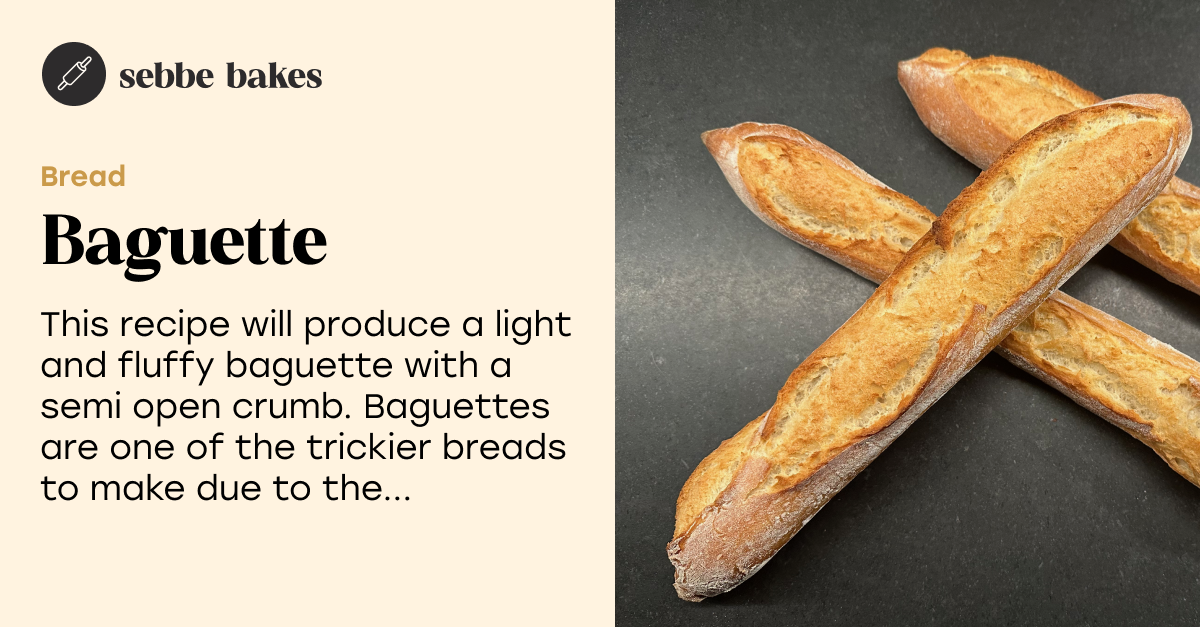 sebbe bakes
Bread
Baguette
This recipe will produce a light
and fluffy baguette with a
semi open crumb. Baguettes
are one of the trickier breads
to make due to the...